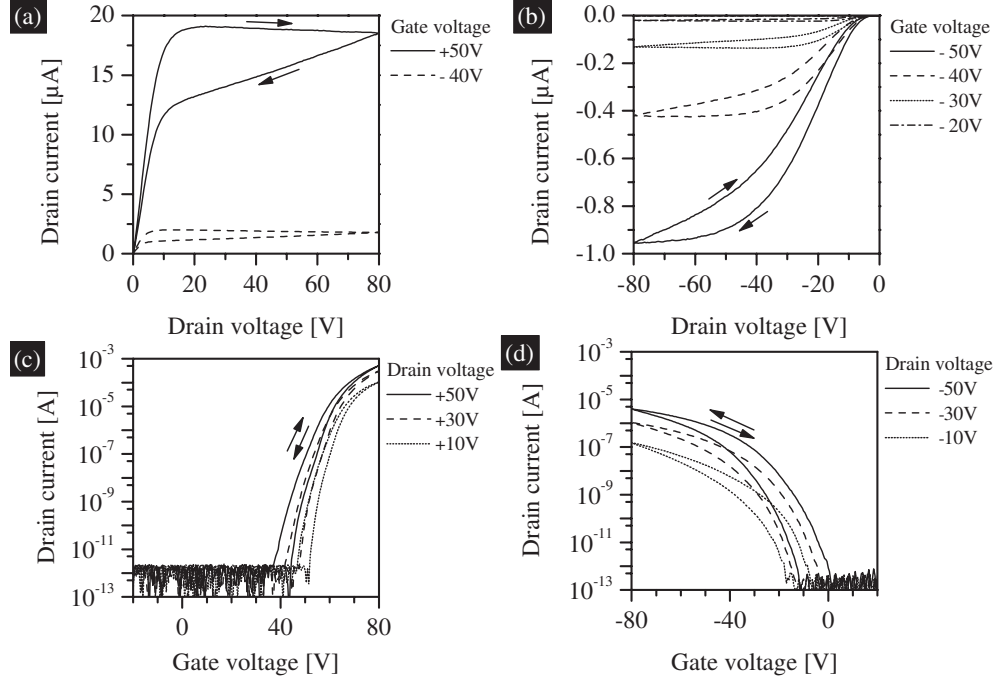 (a)
Drain current [μA]
20
15
10
5
0
0 20 40 60 80
Drain voltage [V]
Gate voltage
+50V
- 40V
(b)
Drain current [μA]
0.0
-0.2
-0.4
-0.6
-0.8
-1.0
-80 -60 -40 -20 0
Drain voltage [V]
Gate voltage
- 50V
- 40V
- 30V
- 20V
(c)
Drain current [A]
10-3
10-5
10-7
10-9
10-11
10-13
0 40 80
Gate voltage [V]
Drain voltage
+50V
+30V
+10V
(d)
Drain current [A]
10-3
10-5
10-7
10-9
10-11
10-13
-80 -40 0
Gate voltage [V]
Drain voltage
-50V
-30V
-10V